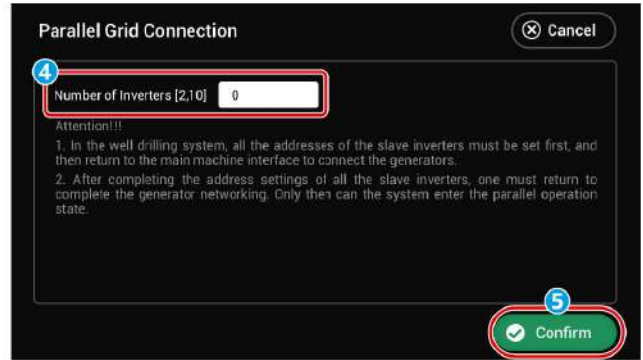 Parallel Grid Connection
Cancel
4
Number of Inverters [2,10] 0
Attention!!!
1. In the well drilling system, all the addresses of the slave inverters must be set first, and
then return to the main machine interface to connect the generators.
2. After completing the address settings of all the slave inverters, one must return to
complete the generator networking. Only then can the system enter the parallel operation
state.
5
Confirm